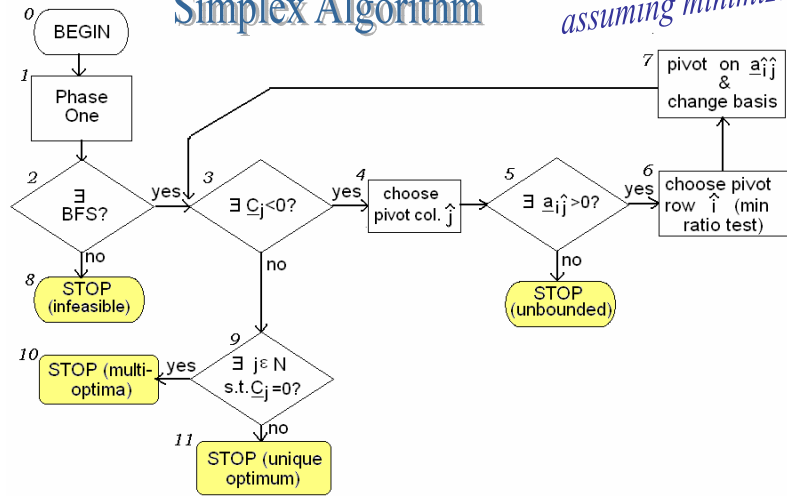 Simplex Algorithm
assuming
0
BEGIN
1
Phase
One
2
∃
BFS?
yes
no
8
STOP
(infeasible)
3
∃ C̲j<0?
yes
no
4
choose
pivot col. ĵ
5
∃ a̲iĵ>0?
yes
no
STOP
(unbounded)
6
choose pivot
row î (min
ratio test)
7
pivot on a̲îĵ
&
change basis
9
∃ jεN
s.t.C̲j=0?
yes
no
10
STOP (multi-
optima)
11
STOP (unique
optimum)